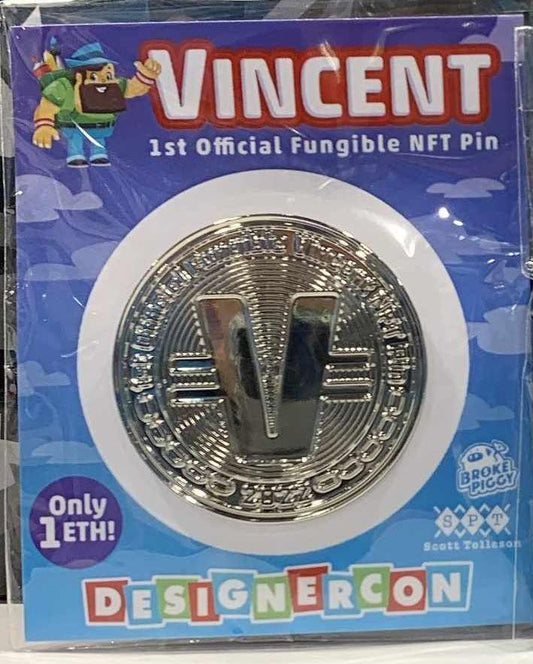 VINCENT
1st Official Fungible NFT Pin
BROKE
PIGGY
Only
1ETH!
SPT
Scott Tolleson
DESIGNERCON